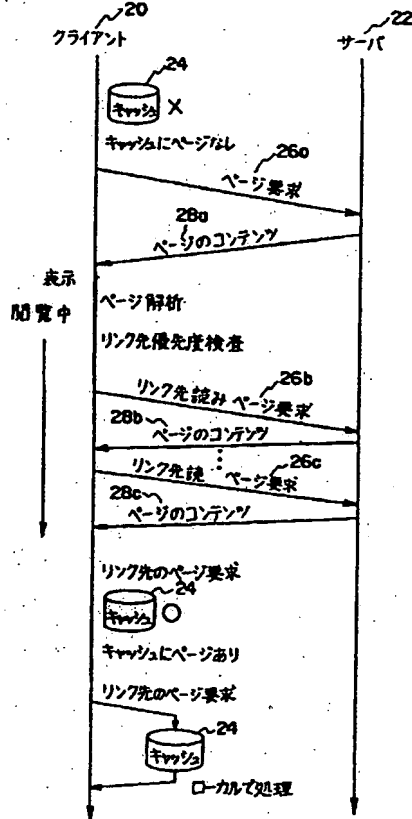 20
クライアント
22
サーバ
24
キャッシュ ×
キャッシュにページなし
26a
ページ要求
28a
ページのコンテンツ
表示
閲覧中
ページ解析
リンク先優先度検査
26b
リンク先読み ページ要求
28b
ページのコンテンツ
26c
リンク先読 ページ要求
28c
ページのコンテンツ
リンク先のページ要求
24
キャッシュ ○
キャッシュにページあり
リンク先のページ要求
24
キャッシュ
ローカルで処理